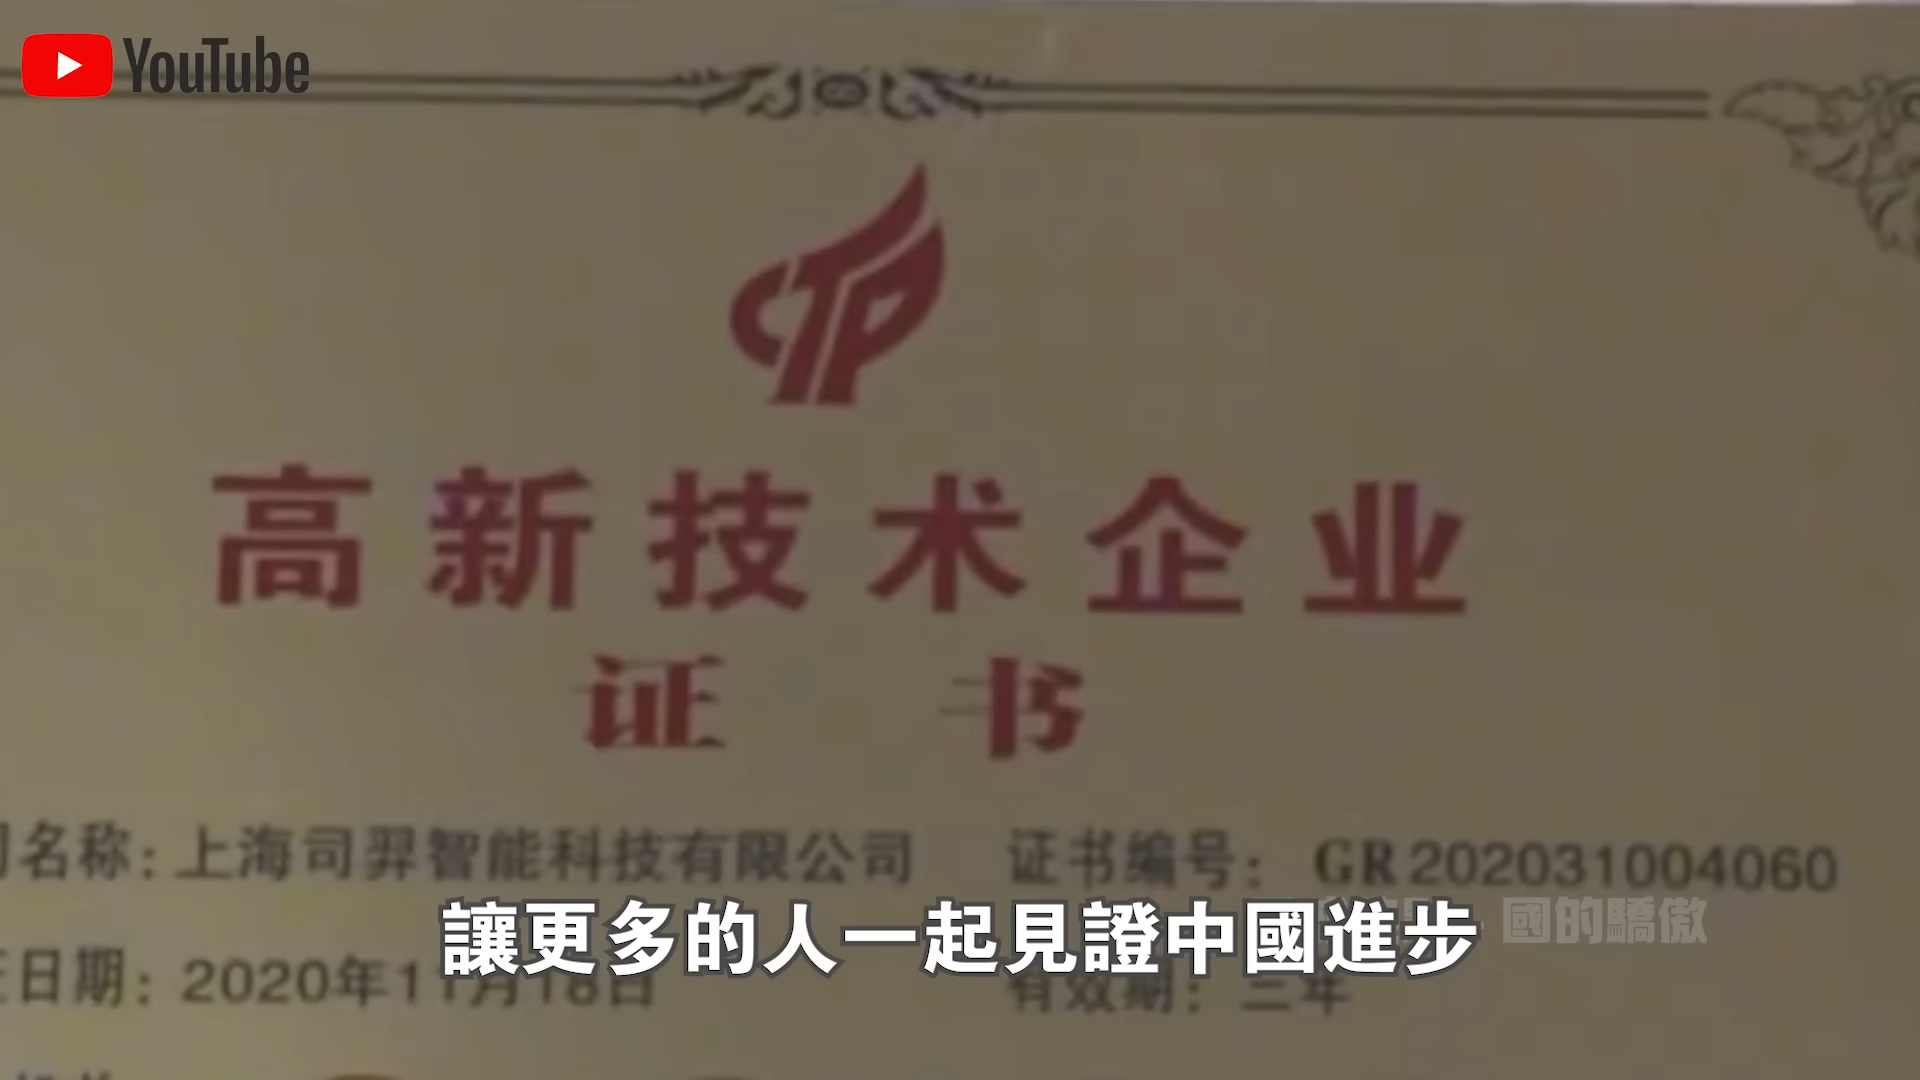 YouTube
CTP
高新技术企业
证书
名称：上海司羿智能科技有限公司 证书编号：GR202031004060
國的驕傲
讓更多的人一起見證中國進步
日期：2020年11月18日 有效期：三年